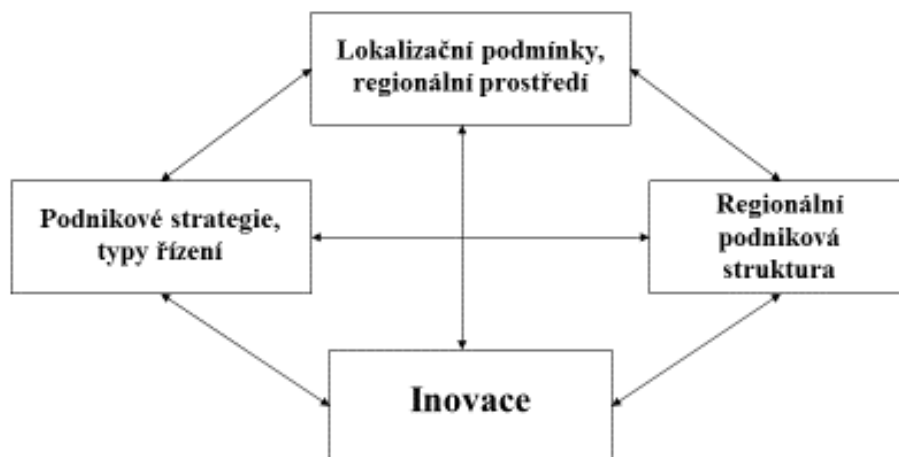 Lokalizační podmínky,
regionální prostředí
Podnikové strategie,
typy řízení
Regionální
podniková
struktura
Inovace